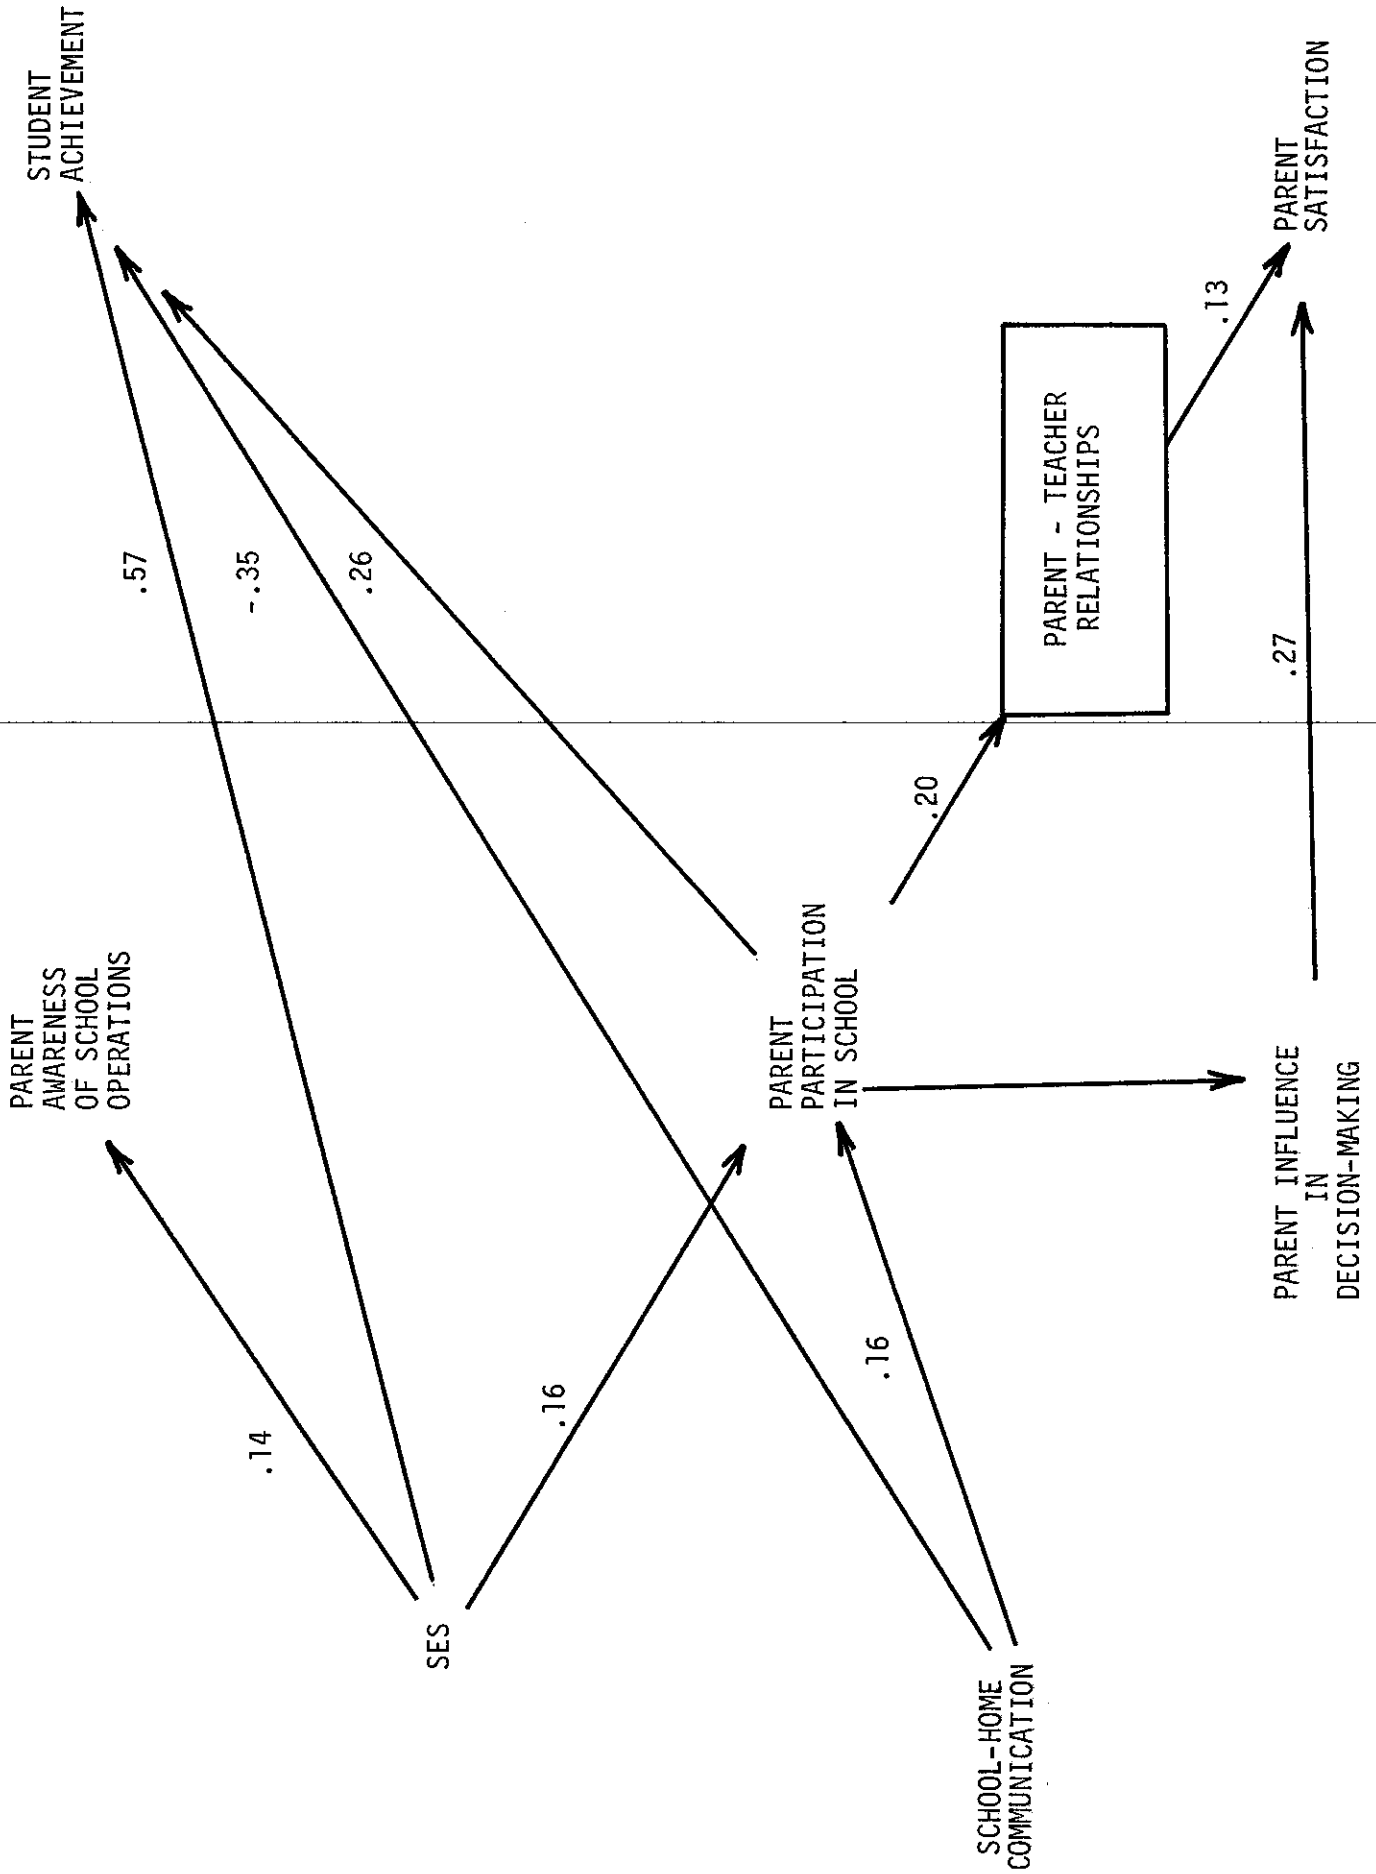 PARENT
AWARENESS
OF SCHOOL
OPERATIONS
STUDENT
ACHIEVEMENT
.14
.57
-.35
.26
SES
.16
PARENT
PARTICIPATION
IN SCHOOL
.20
PARENT - TEACHER
RELATIONSHIPS
.16
.13
SCHOOL-HOME
COMMUNICATION
.27
PARENT INFLUENCE
IN
DECISION-MAKING
PARENT
SATISFACTION